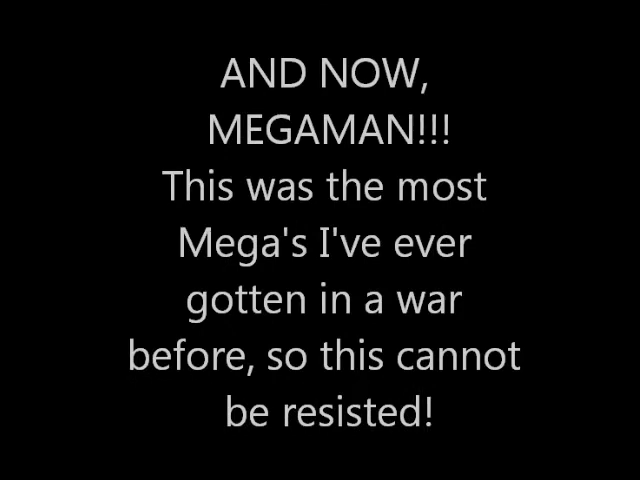 AND NOW,
MEGAMAN!!!
This was the most
Mega's I've ever
gotten in a war
before, so this cannot
be resisted!